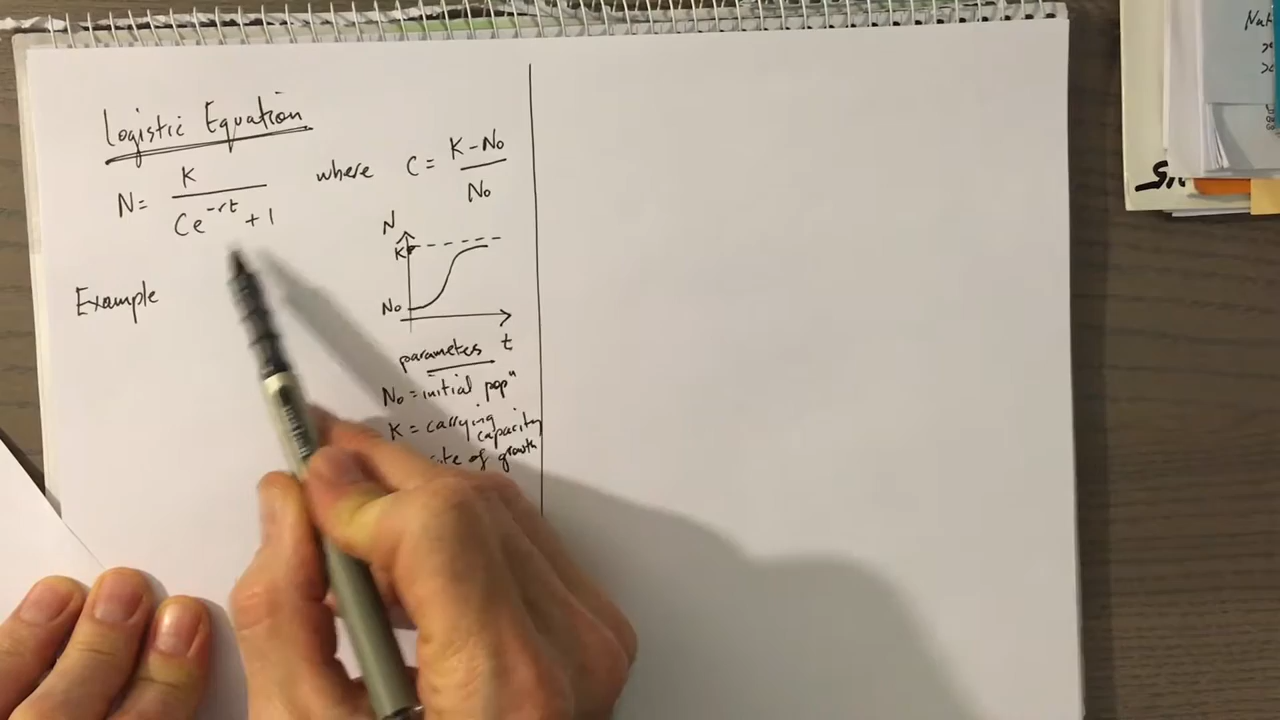 Logistic Equation
N = K / (Ce^-rt + 1) where C = K - No / No
N
K
No
t
Example
parameters
No = initial popⁿ
K = carrying
capacity
of growth